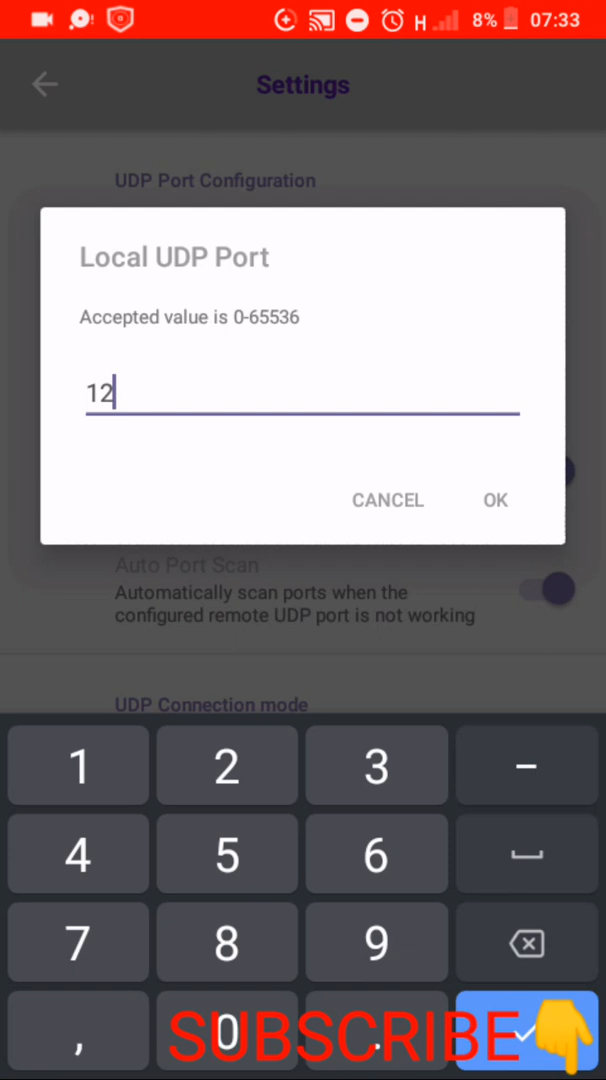 H 8% 07:33
Settings
UDP Port Configuration
Local UDP Port
Accepted value is 0-65536
12
CANCEL OK
Auto Port Scan
Automatically scan ports when the
configured remote UDP port is not working
UDP Connection mode
1 2 3 -
4 5 6
7 8 9
, 0 .
SUBSCRIBE